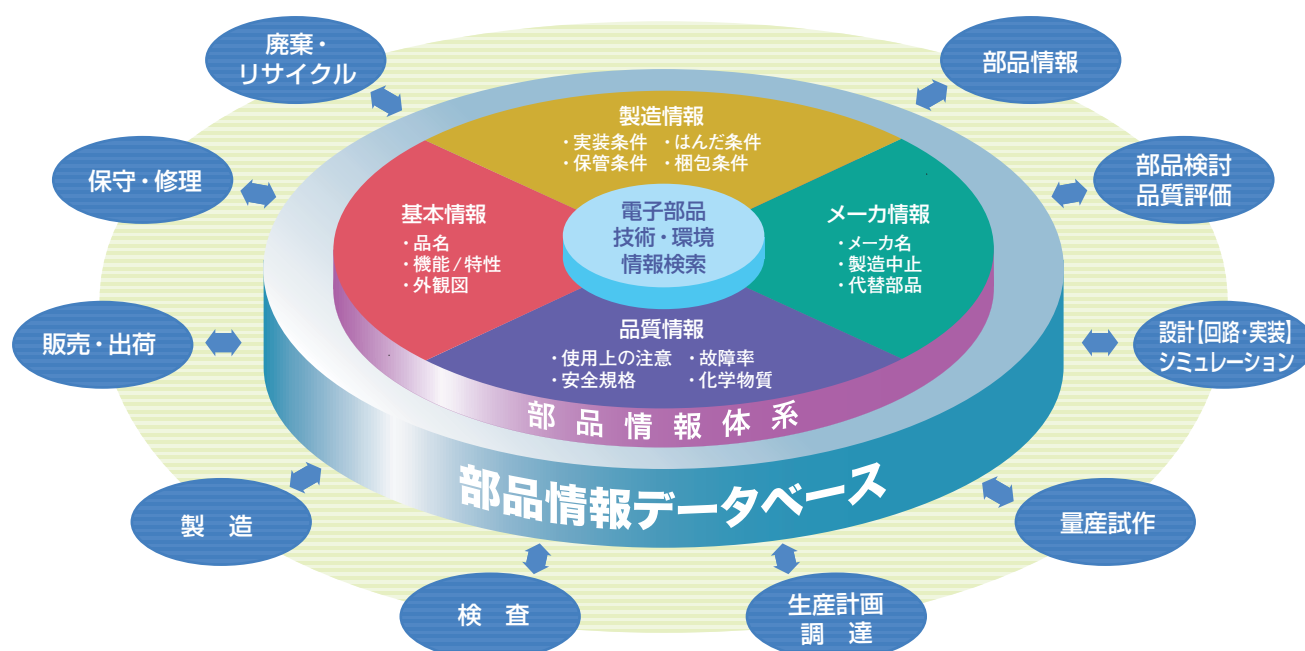 廃棄・
リサイクル
部品情報
保守・修理
部品検討
品質評価
販売・出荷
設計【回路・実装】
シミュレーション
製　造
量産試作
検　査
生産計画
調　達
製造情報
・実装条件 ・はんだ条件
・保管条件 ・梱包条件
基本情報
・品名
・機能/特性
・外観図
電子部品
技術・環境
情報検索
メーカ情報
・メーカ名
・製造中止
・代替部品
品質情報
・使用上の注意 ・故障率
・安全規格 ・化学物質
部品情報体系
部品情報データベース